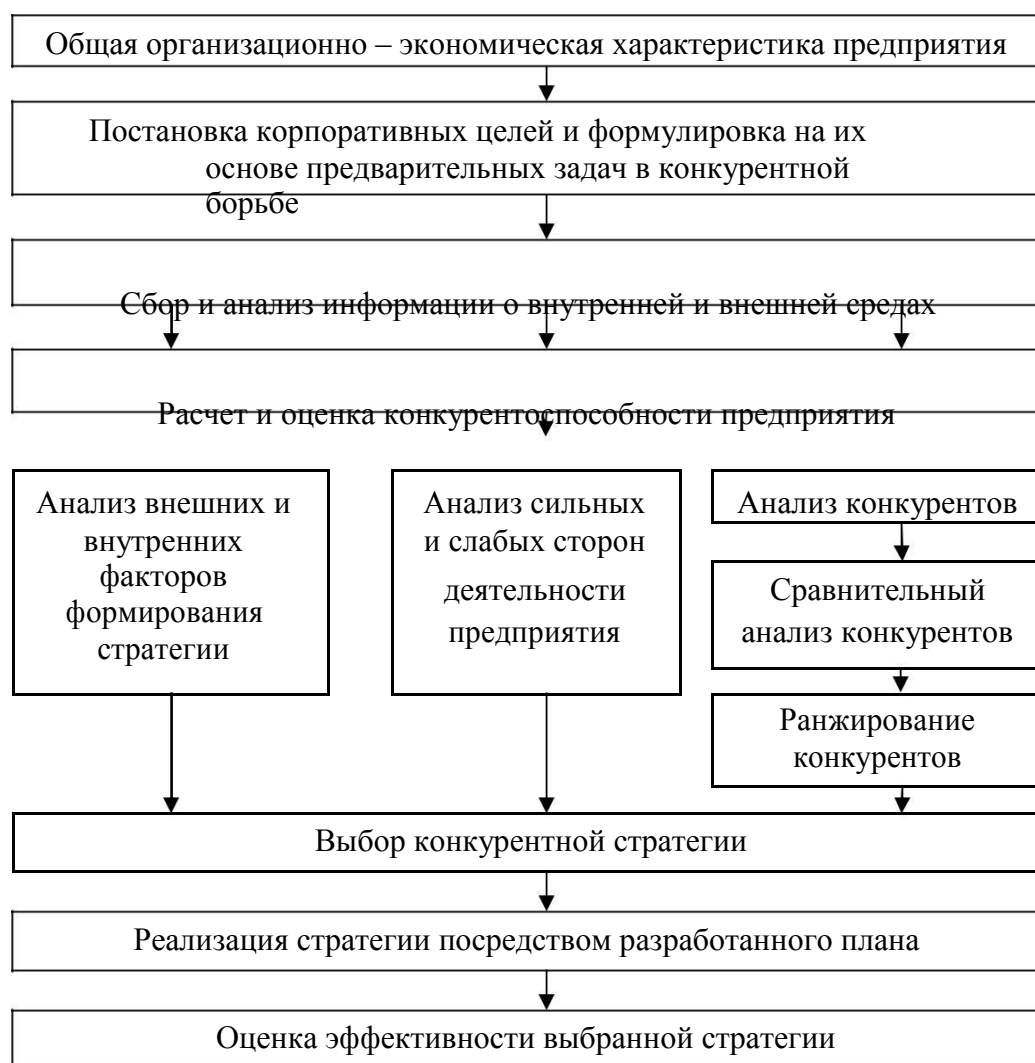 Общая организационно – экономическая характеристика предприятия
Постановка корпоративных целей и формулировка на их
основе предварительных задач в конкурентной
борьбе
Сбор и анализ информации о внутренней и внешней средах
Расчет и оценка конкурентоспособности предприятия
Анализ внешних и
внутренних
факторов
формирования
стратегии
Анализ сильных
и слабых сторон
деятельности
предприятия
Анализ конкурентов
Сравнительный
анализ конкурентов
Ранжирование
конкурентов
Выбор конкурентной стратегии
Реализация стратегии посредством разработанного плана
Оценка эффективности выбранной стратегии